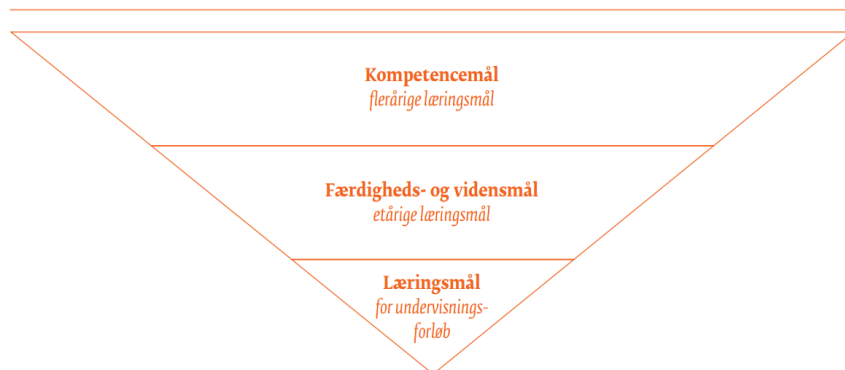 Kompetencemål
flerårige læringsmål
Færdigheds- og vidensmål
etårige læringsmål
Læringsmål
for undervisnings-
forløb